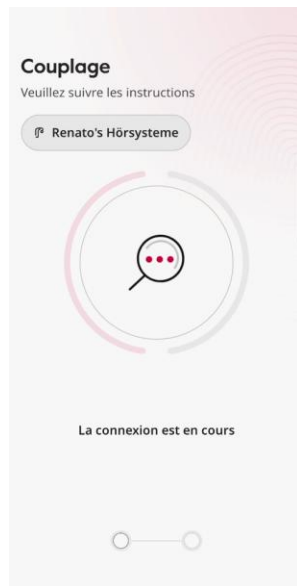 Couplage
Veuillez suivre les instructions
Renato's Hörsysteme
La connexion est en cours